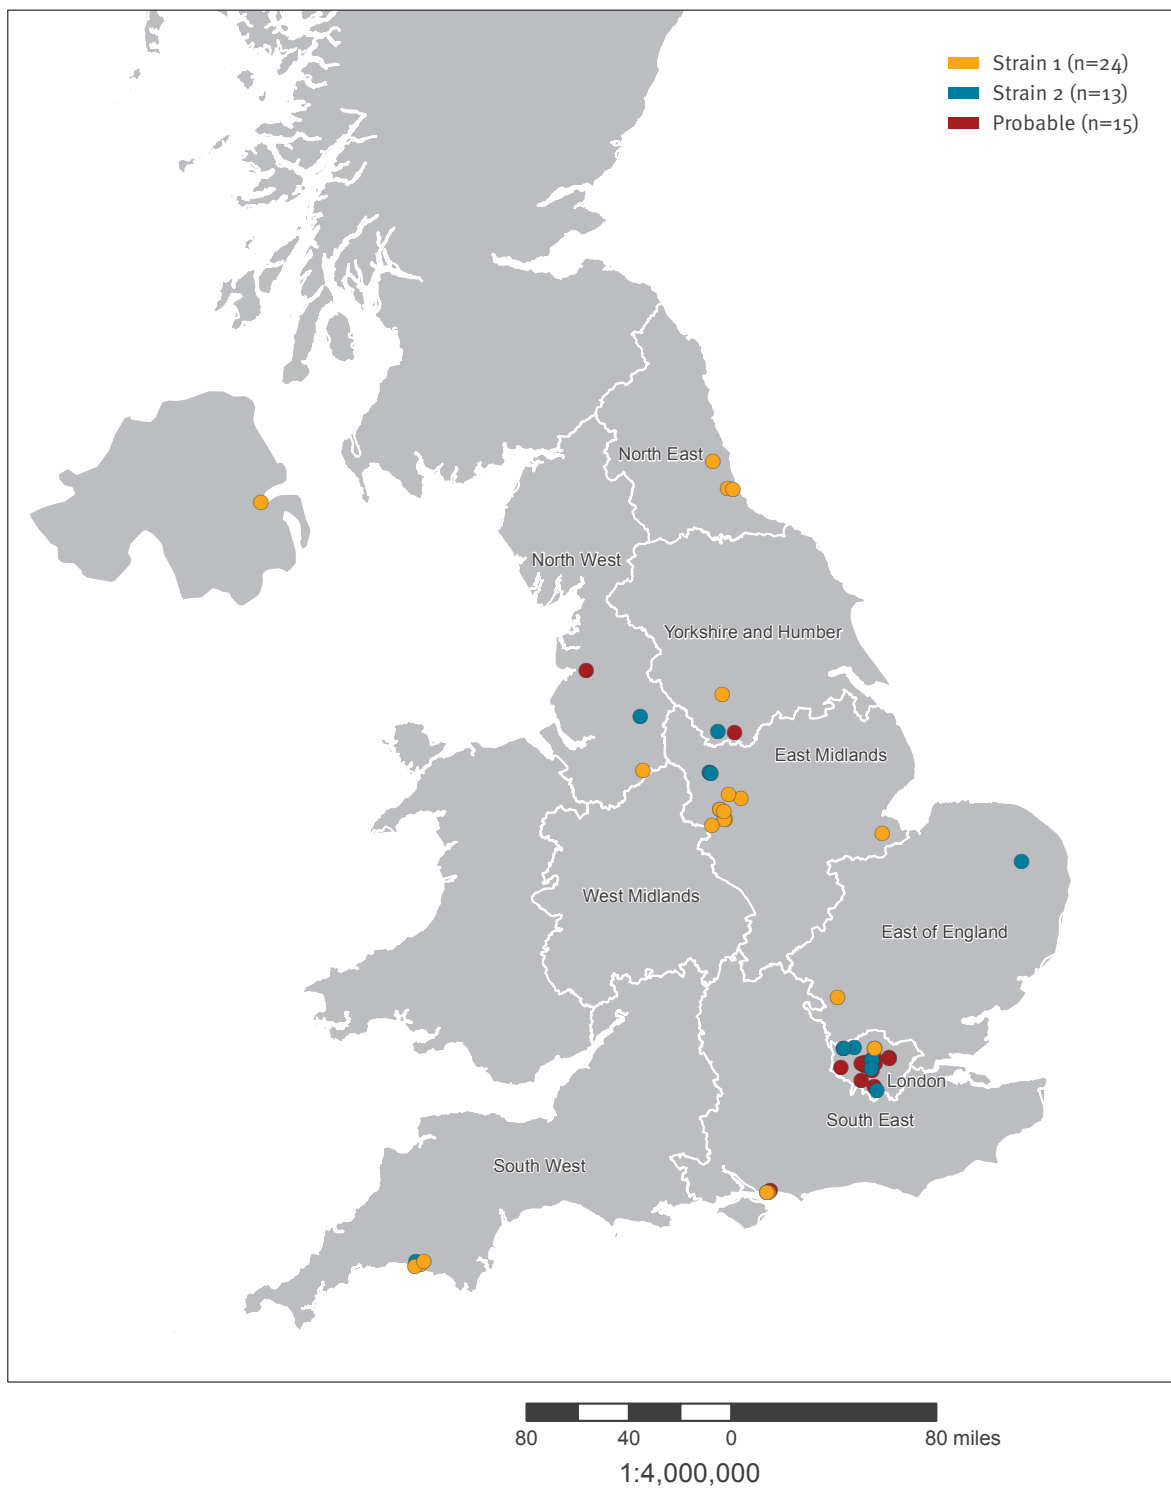 Strain 1 (n=24)
Strain 2 (n=13)
Probable (n=15)
North East
North West
Yorkshire and Humber
East Midlands
West Midlands
East of England
London
South East
South West
80 40 0 80 miles
1:4,000,000